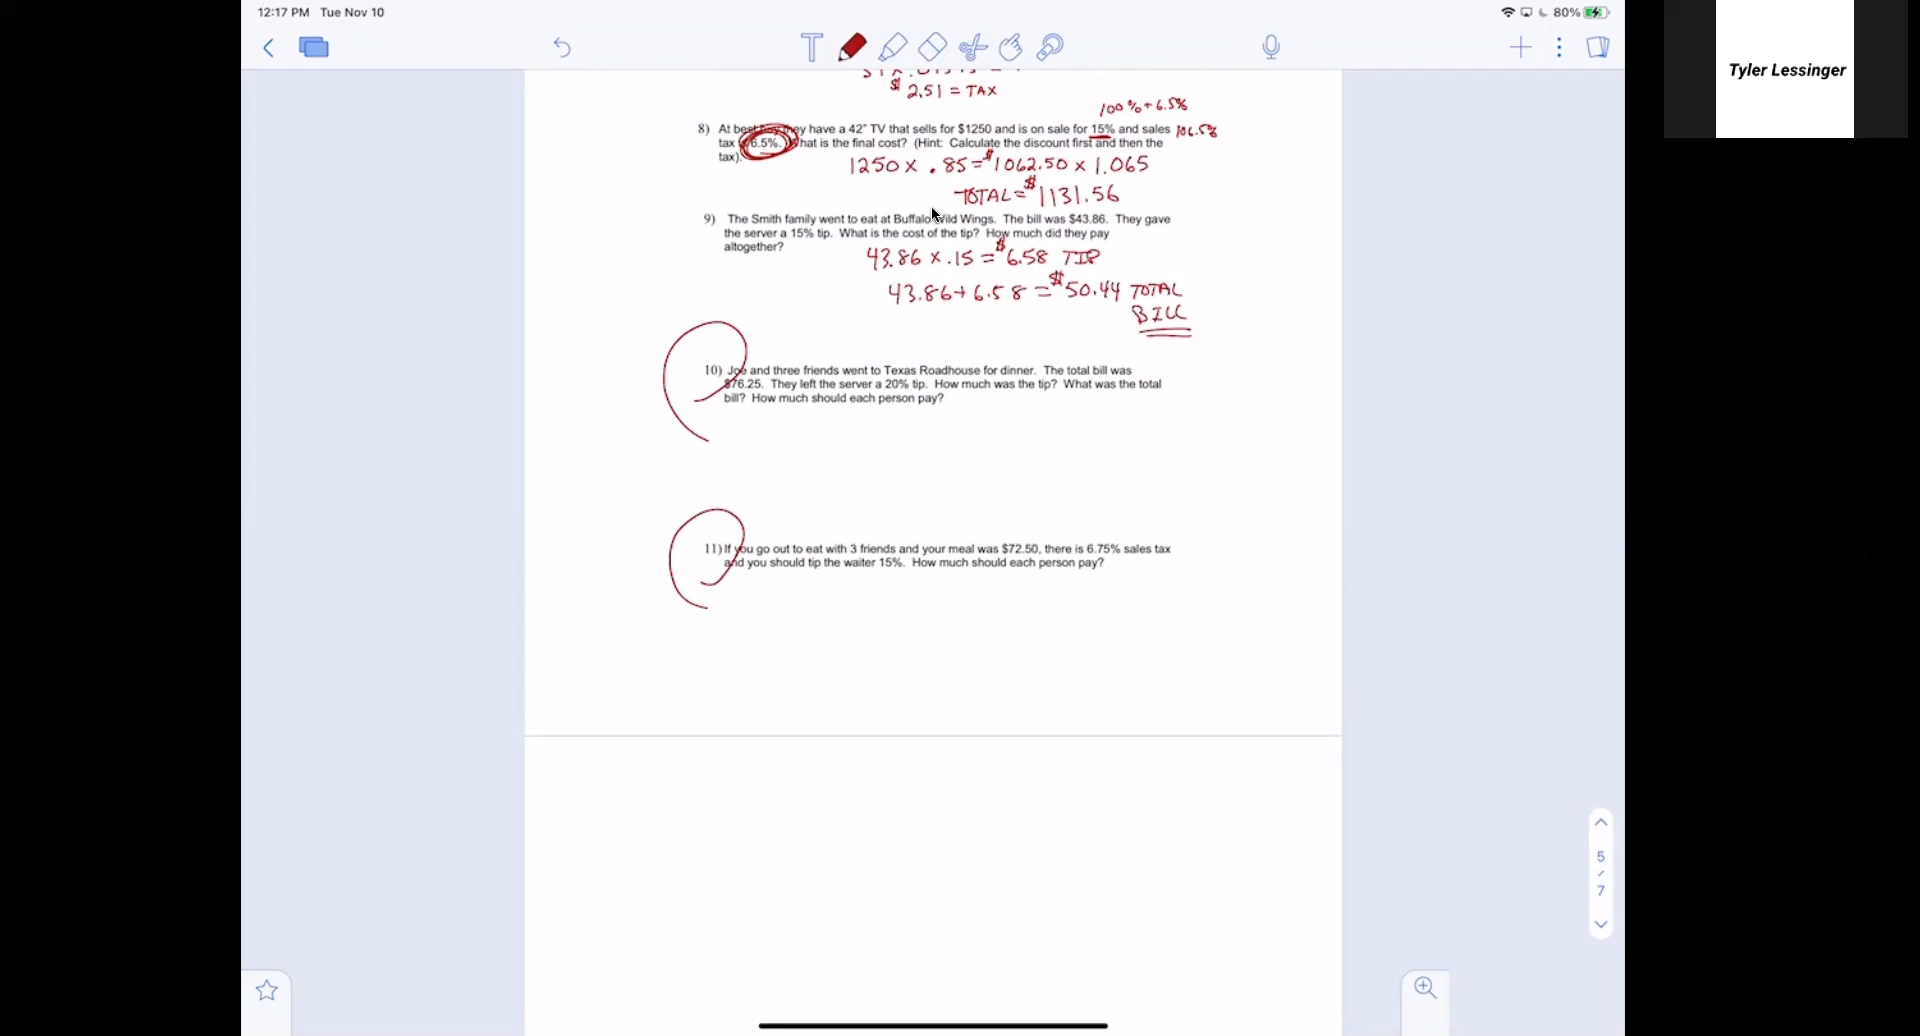 12:17 PM Tue Nov 10
80%
Tyler Lessinger
$ 2.51 = TAX
100% + 6.5%
8) At best buy they have a 42" TV that sells for $1250 and is on sale for 15% and sales 106.5%
tax 6.5%. What is the final cost? (Hint: Calculate the discount first and then the
tax).
1250 x .85 = $1062.50 x 1.065
TOTAL = $1131.56
9) The Smith family went to eat at Buffalo Wild Wings. The bill was $43.86. They gave
the server a 15% tip. What is the cost of the tip? How much did they pay
altogether?
43.86 x .15 = $6.58 TIP
43.86 + 6.58 = $50.44 TOTAL
BILL
10) Joe and three friends went to Texas Roadhouse for dinner. The total bill was
$76.25. They left the server a 20% tip. How much was the tip? What was the total
bill? How much should each person pay?
11) If you go out to eat with 3 friends and your meal was $72.50, there is 6.75% sales tax
and you should tip the waiter 15%. How much should each person pay?
5
/
7